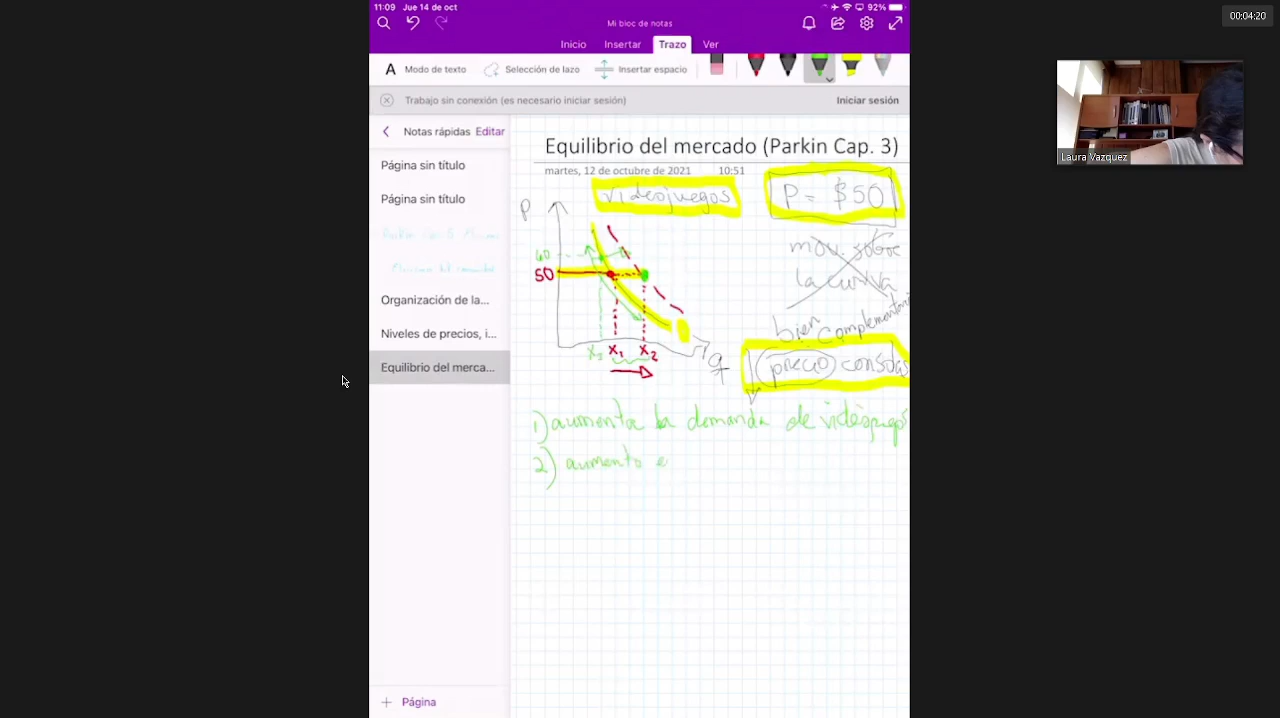 11:09 Jue 14 de oct
92%
00:04:20
Mi bloc de notas
Inicio Insertar Trazo Ver
A Modo de texto Selección de lazo Insertar espacio
Trabajo sin conexión (es necesario iniciar sesión) Iniciar sesión
Notas rápidas Editar
Página sin título
Página sin título
Organización de la...
Niveles de precios, i...
Equilibrio del merca...
Página
Equilibrio del mercado (Parkin Cap. 3)
martes, 12 de octubre de 2021 10:51
videojuegos
P = $50
P
60
50
x3 x1 x2
q
mov. sobre
la curva
bien complementario
precio consolas
1) aumenta la demanda de videojuegos
2) aumento e
Laura Vazquez